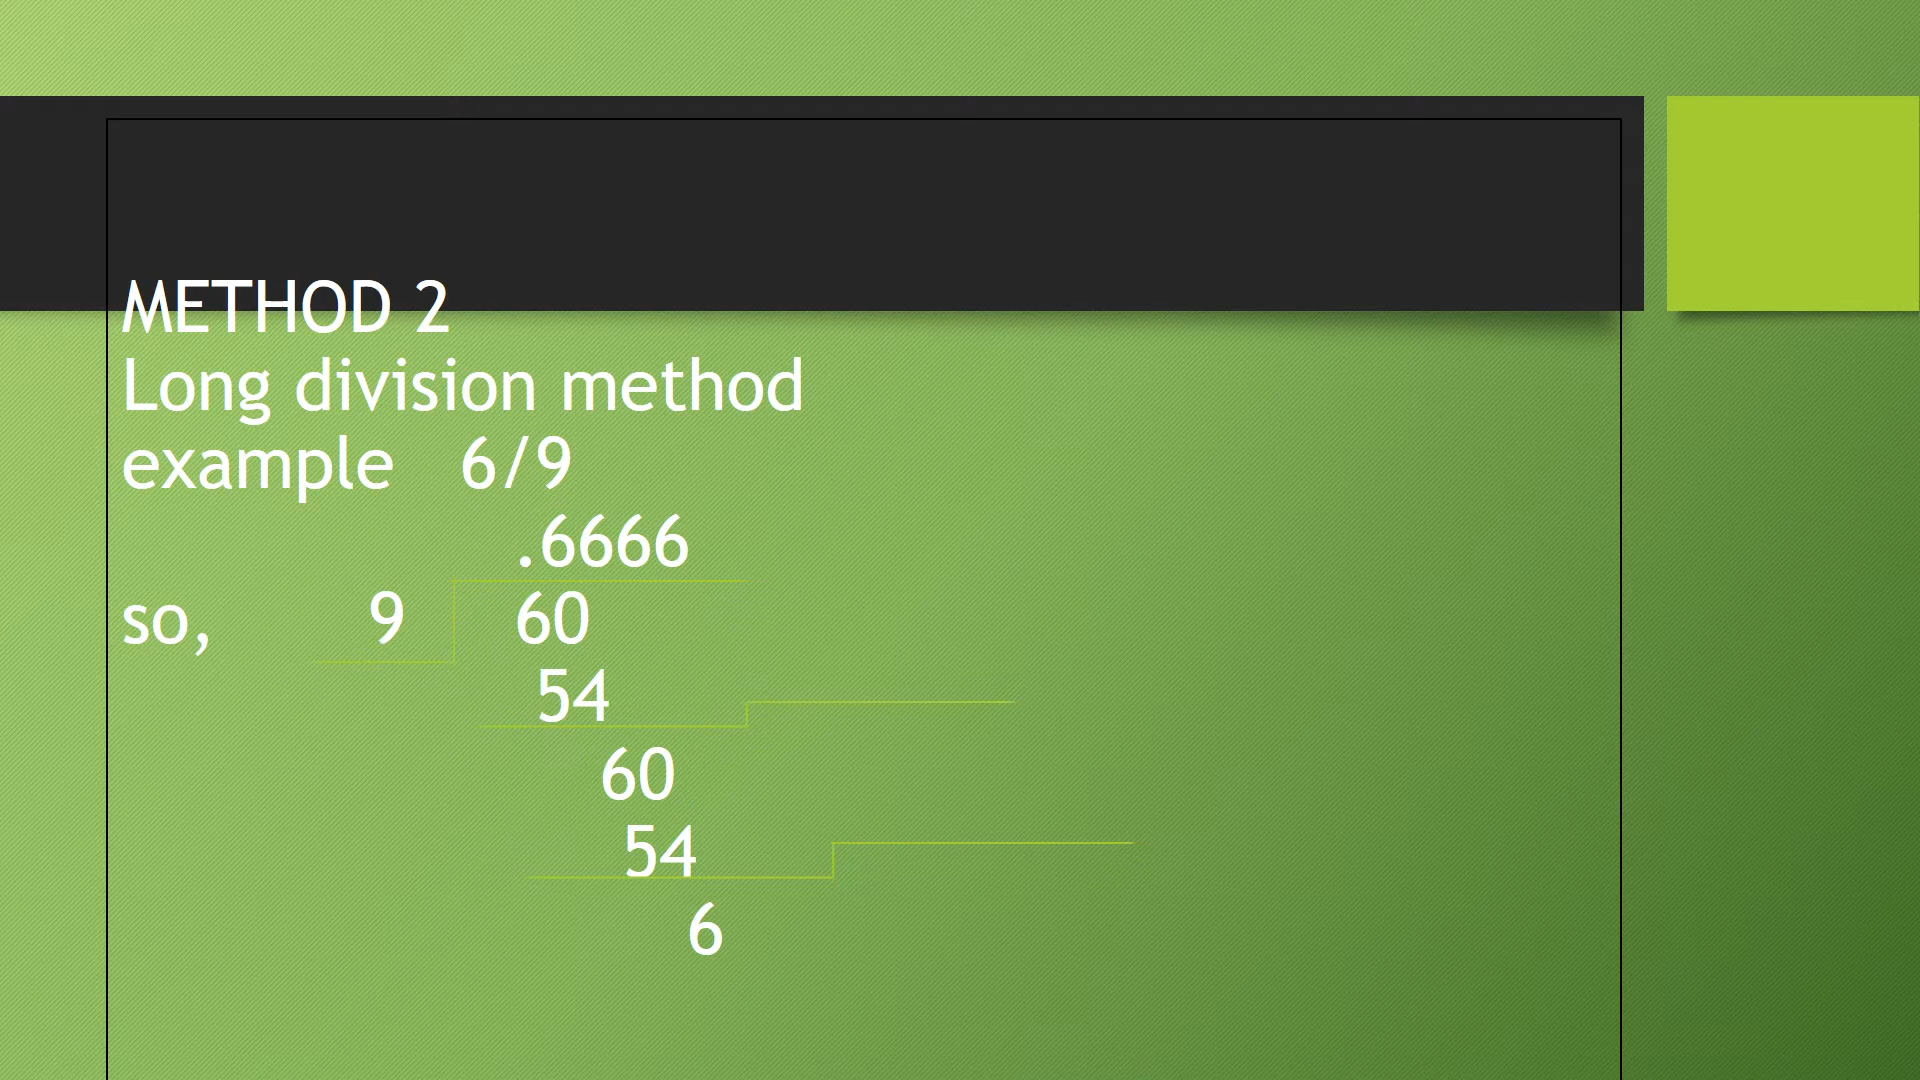 METHOD 2
Long division method
example 6/9
.6666
so, 9 60
54
60
54
6